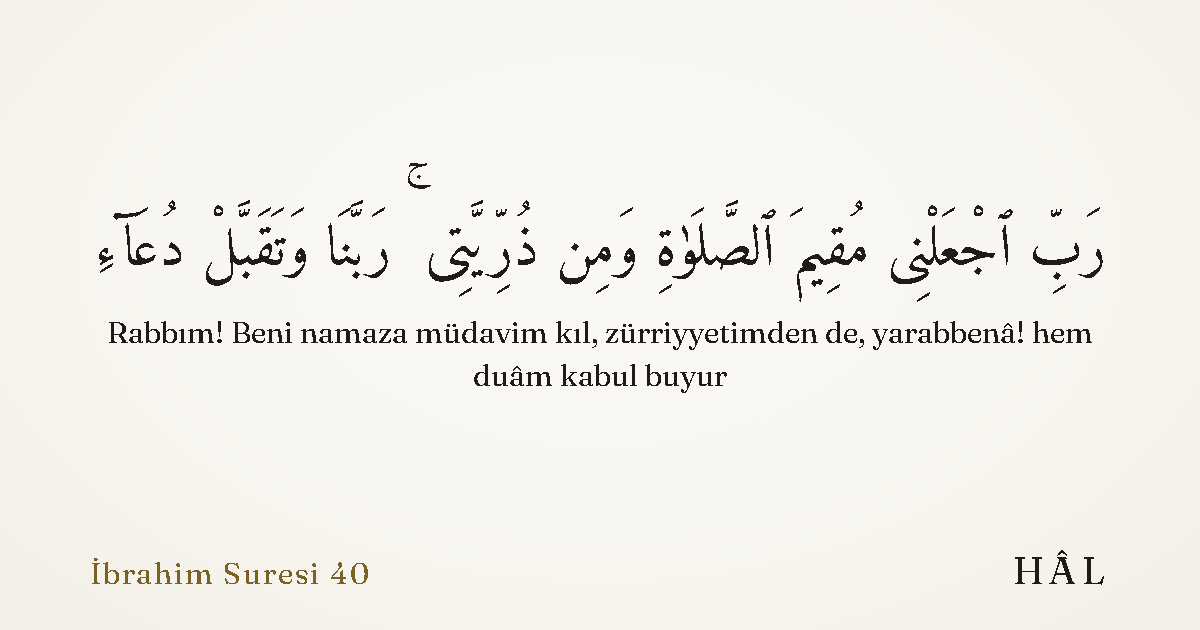 رَبِّ ٱجْعَلْنِى مُقِيمَ ٱلصَّلَوٰةِ وَمِن ذُرِّيَّتِى ۚ رَبَّنَا وَتَقَبَّلْ دُعَآءِ
Rabbım! Beni namaza müdavim kıl, zürriyyetimden de, yarabbenâ! hem
duâm kabul buyur
İbrahim Suresi 40
HÂL